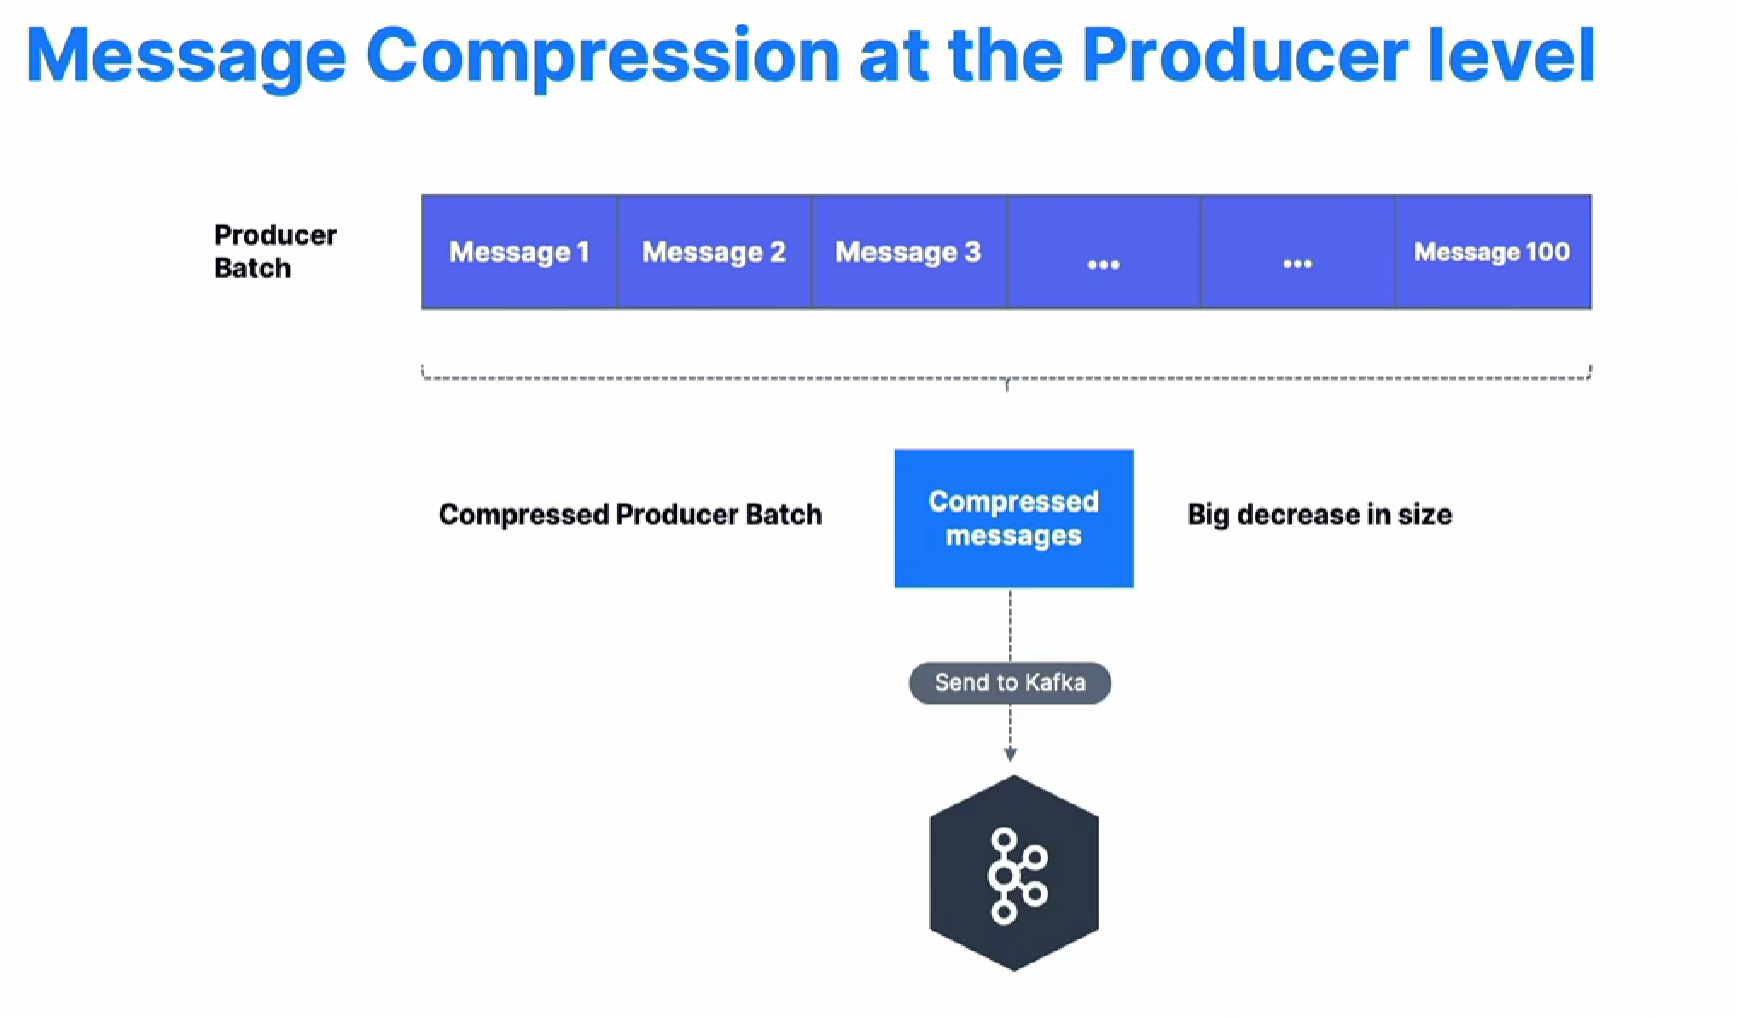 Message Compression at the Producer level
Producer
Batch
Message 1
Message 2
Message 3
...
...
Message 100
Compressed Producer Batch
Compressed
messages
Big decrease in size
Send to Kafka